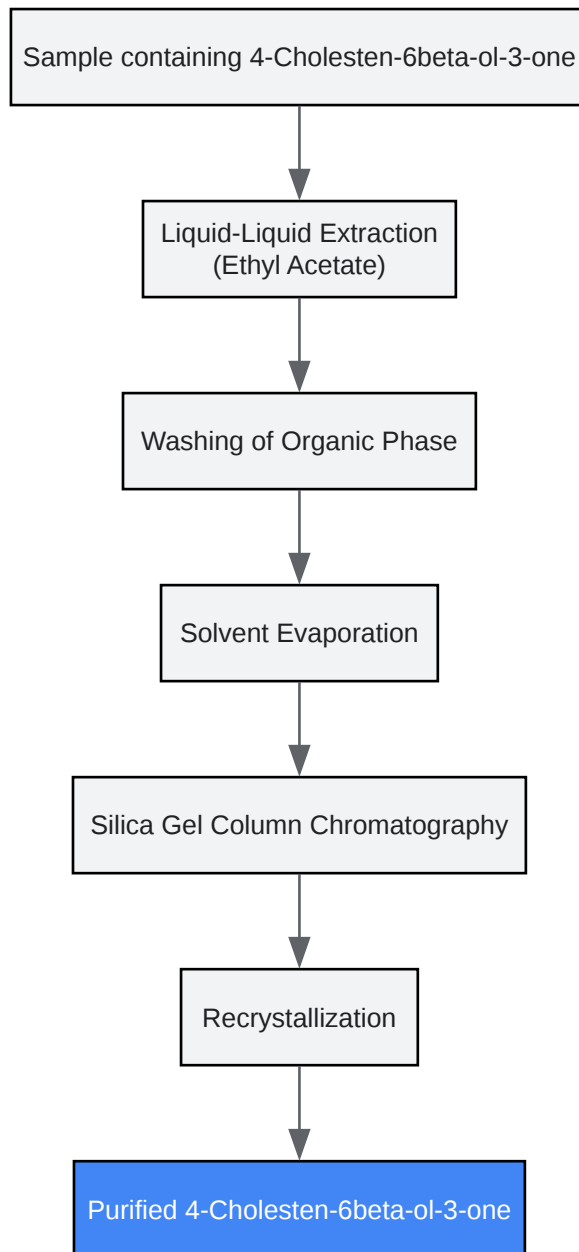 Sample containing 4-Cholesten-6beta-ol-3-one
Liquid-Liquid Extraction
(Ethyl Acetate)
Washing of Organic Phase
Solvent Evaporation
Silica Gel Column Chromatography
Recrystallization
Purified 4-Cholesten-6beta-ol-3-one